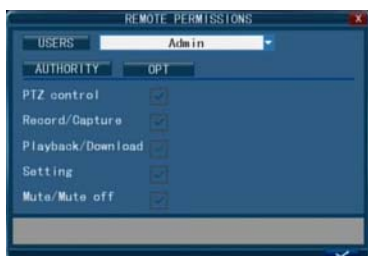 REMOTE PERMISSIONS X
USERS Admin
AUTHORITY OPT
PTZ control
Record/Capture
Playback/Download
Setting
Mute/Mute off